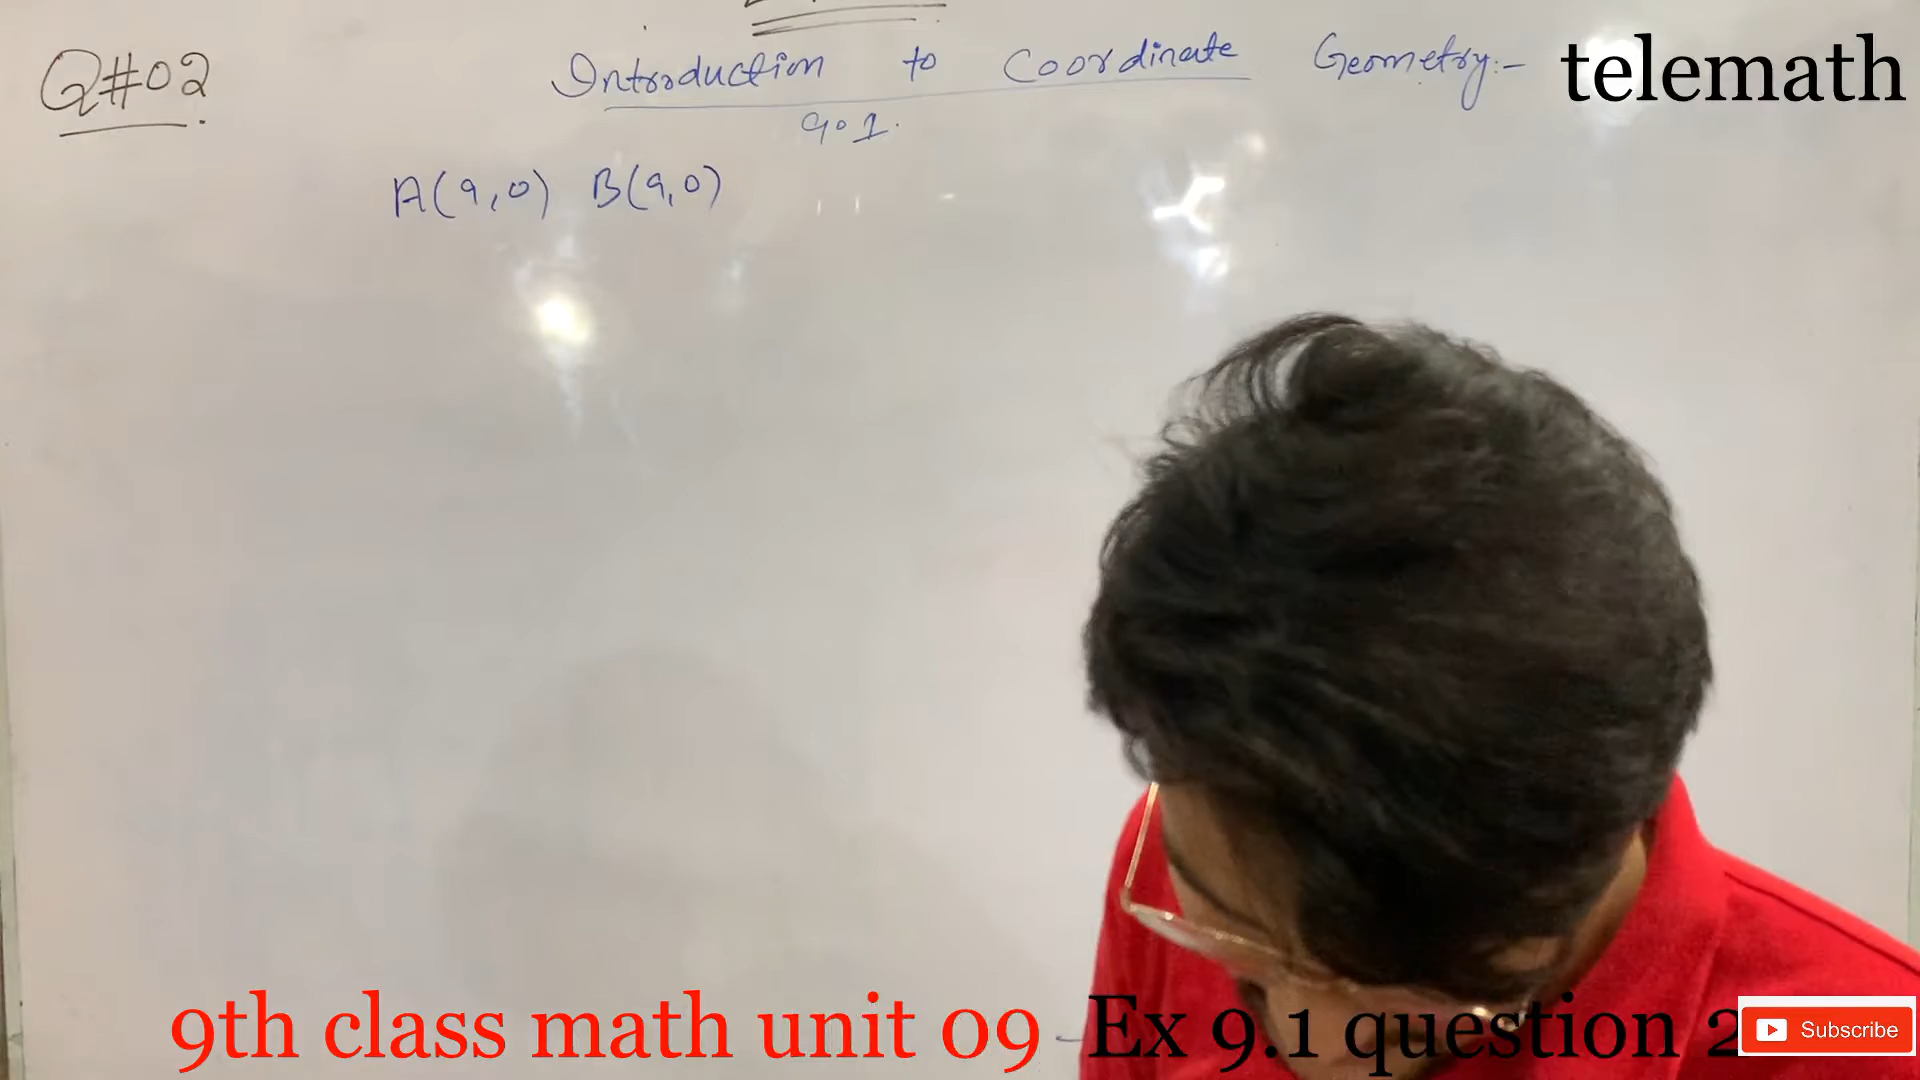 Q#02
Introduction to Coordinate Geometry:-
telemath
9.1.
A(9,0) B(9,0)
9th class math unit 09 - Ex 9.1 question 2
Subscribe